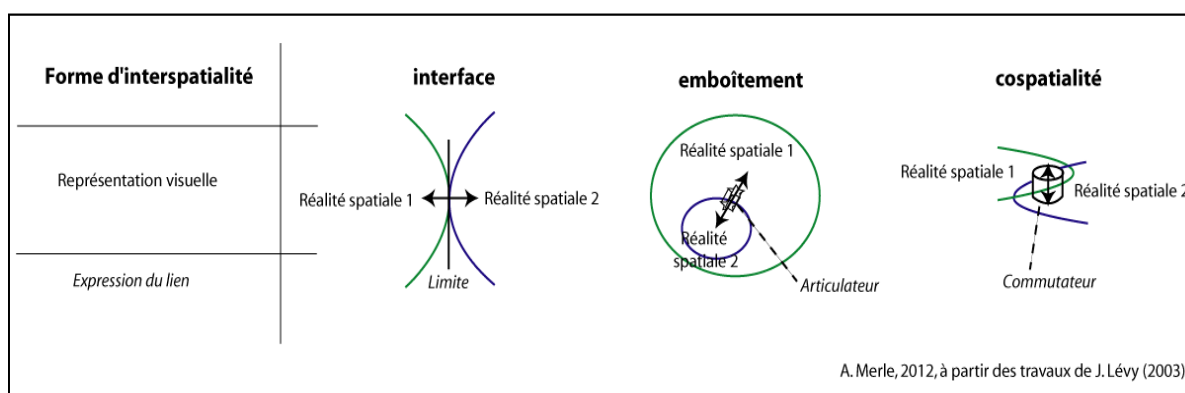 Forme d'interspatialité
interface
emboîtement
cospatialité
Représentation visuelle
Réalité spatiale 1
Réalité spatiale 2
Réalité spatiale 1
Réalité
spatiale 2
Réalité spatiale 1
Réalité spatiale 2
Expression du lien
Limite
Articulateur
Commutateur
A. Merle, 2012, à partir des travaux de J. Lévy (2003)